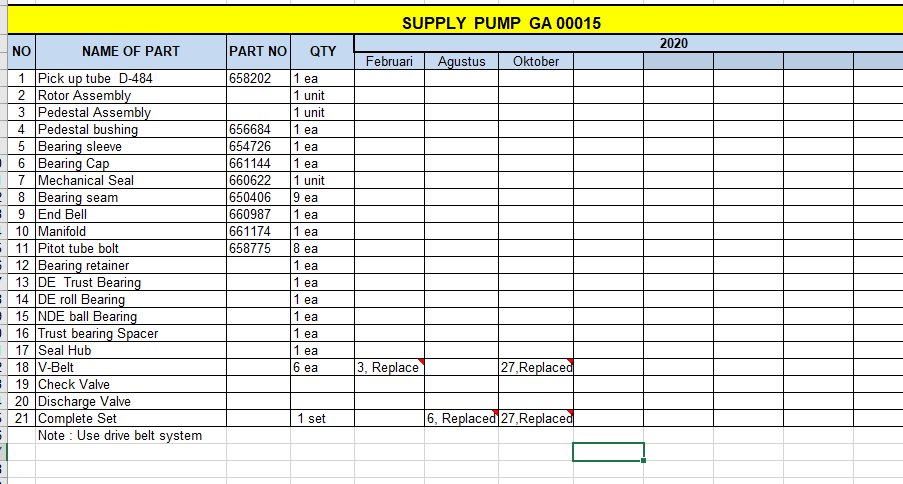 SUPPLY PUMP GA 00015
NO NAME OF PART PART NO QTY 2020
Februari Agustus Oktober
1 Pick up tube D-484 658202 1 ea
2 Rotor Assembly 1 unit
3 Pedestal Assembly 1 unit
4 Pedestal bushing 656684 1 ea
5 Bearing sleeve 654726 1 ea
6 Bearing Cap 661144 1 ea
7 Mechanical Seal 660622 1 unit
8 Bearing seam 650406 9 ea
9 End Bell 660987 1 ea
10 Manifold 661174 1 ea
11 Pitot tube bolt 658775 8 ea
12 Bearing retainer 1 ea
13 DE Trust Bearing 1 ea
14 DE roll Bearing 1 ea
15 NDE ball Bearing 1 ea
16 Trust bearing Spacer 1 ea
17 Seal Hub 1 ea
18 V-Belt 6 ea 3, Replace 27,Replaced
19 Check Valve
20 Discharge Valve
21 Complete Set 1 set 6, Replaced 27,Replaced
Note : Use drive belt system